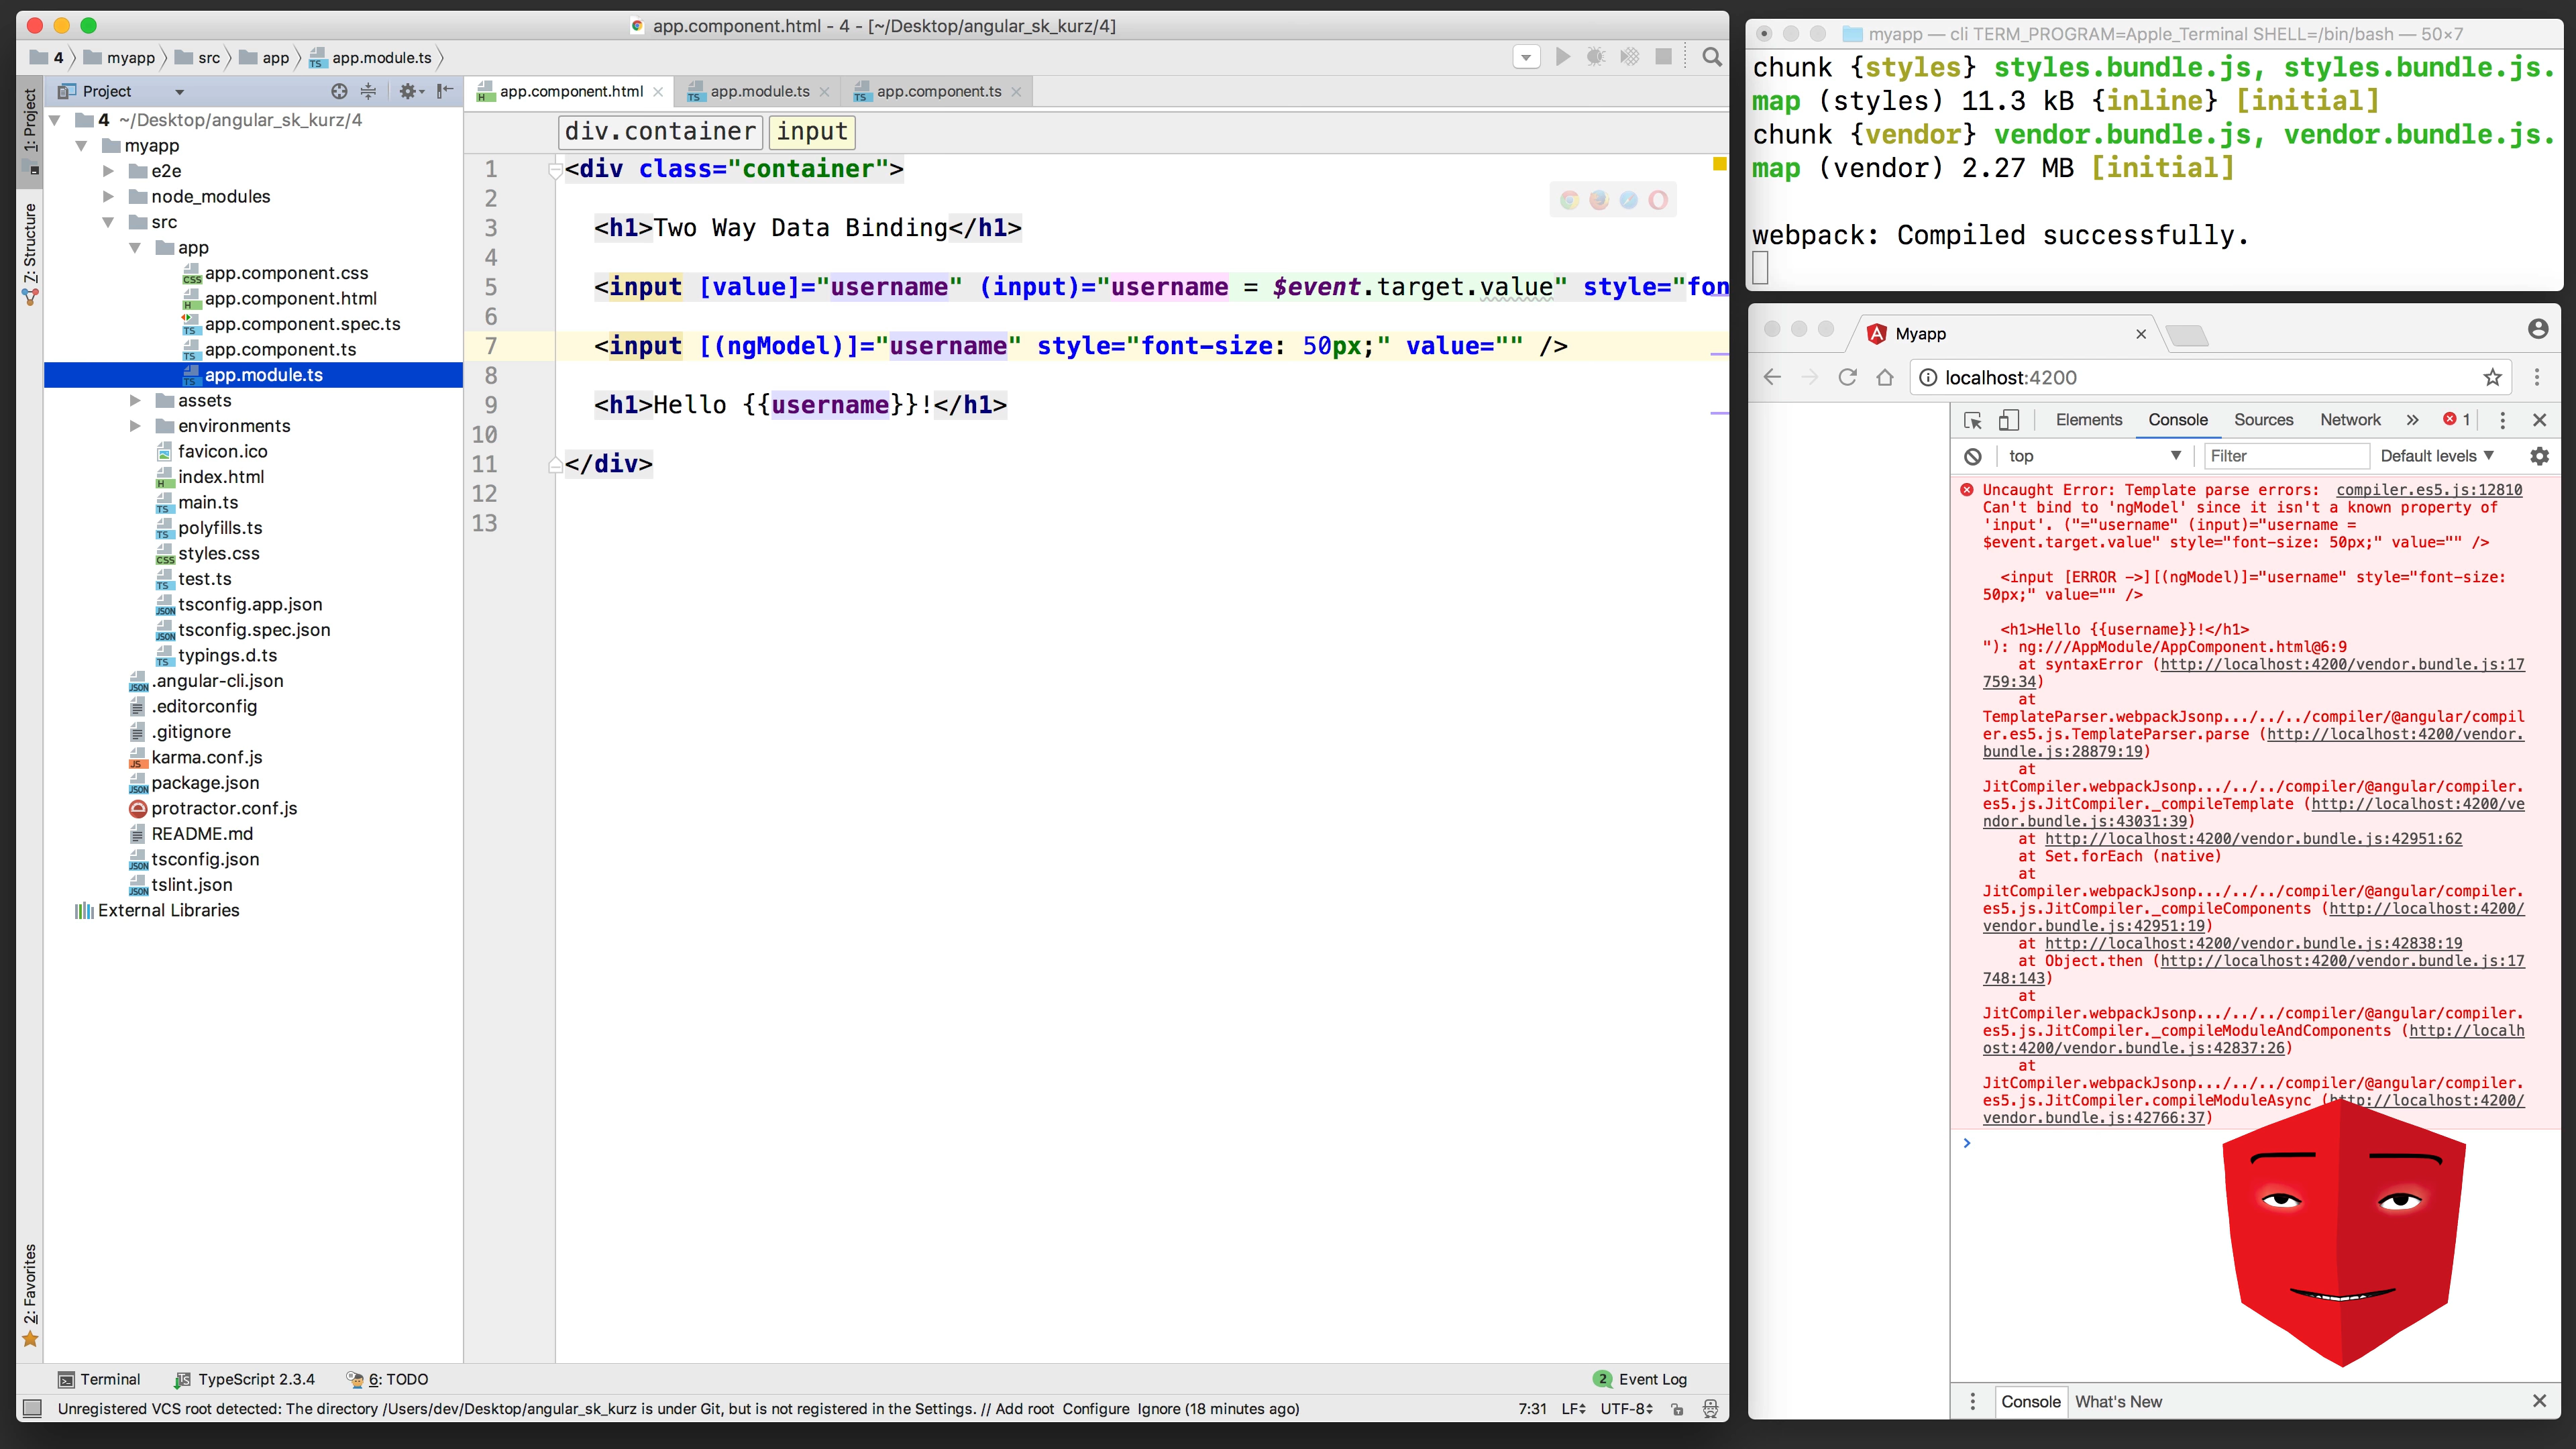 app.component.html - 4 - [~/Desktop/angular_sk_kurz/4]
4 myapp src app app.module.ts
1: Project
Z: Structure
2: Favorites
Project
4 ~/Desktop/angular_sk_kurz/4
myapp
e2e
node_modules
src
app
app.component.css
app.component.html
app.component.spec.ts
app.component.ts
app.module.ts
assets
environments
favicon.ico
index.html
main.ts
polyfills.ts
styles.css
test.ts
tsconfig.app.json
tsconfig.spec.json
typings.d.ts
.angular-cli.json
.editorconfig
.gitignore
karma.conf.js
package.json
protractor.conf.js
README.md
tsconfig.json
tslint.json
External Libraries
app.component.html app.module.ts app.component.ts
div.container input
1 <div class="container">
2
3 <h1>Two Way Data Binding</h1>
4
5 <input [value]="username" (input)="username = $event.target.value" style="fon
6
7 <input [(ngModel)]="username" style="font-size: 50px;" value="" />
8
9 <h1>Hello {{username}}!</h1>
10
11 </div>
12
13
Terminal TypeScript 2.3.4 6: TODO 2 Event Log
Unregistered VCS root detected: The directory /Users/dev/Desktop/angular_sk_kurz is under Git, but is not registered in the Settings. // Add root Configure Ignore (18 minutes ago) 7:31 LF UTF-8
myapp — cli TERM_PROGRAM=Apple_Terminal SHELL=/bin/bash — 50×7
chunk {styles} styles.bundle.js, styles.bundle.js.
map (styles) 11.3 kB {inline} [initial]
chunk {vendor} vendor.bundle.js, vendor.bundle.js.
map (vendor) 2.27 MB [initial]
webpack: Compiled successfully.
Myapp
localhost:4200
Elements Console Sources Network » 1
top Filter Default levels
Uncaught Error: Template parse errors: compiler.es5.js:12810
Can't bind to 'ngModel' since it isn't a known property of
'input'. ("="username" (input)="username =
$event.target.value" style="font-size: 50px;" value="" />
<input [ERROR ->][(ngModel)]="username" style="font-size:
50px;" value="" />
<h1>Hello {{username}}!</h1>
"): ng:///AppModule/AppComponent.html@6:9
at syntaxError (http://localhost:4200/vendor.bundle.js:17
759:34)
at
TemplateParser.webpackJsonp.../../../compiler/@angular/compil
er.es5.js.TemplateParser.parse (http://localhost:4200/vendor.
bundle.js:28879:19)
at
JitCompiler.webpackJsonp.../../../compiler/@angular/compiler.
es5.js.JitCompiler._compileTemplate (http://localhost:4200/ve
ndor.bundle.js:43031:39)
at http://localhost:4200/vendor.bundle.js:42951:62
at Set.forEach (native)
at
JitCompiler.webpackJsonp.../../../compiler/@angular/compiler.
es5.js.JitCompiler._compileComponents (http://localhost:4200/
vendor.bundle.js:42951:19)
at http://localhost:4200/vendor.bundle.js:42838:19
at Object.then (http://localhost:4200/vendor.bundle.js:17
748:143)
at
JitCompiler.webpackJsonp.../../../compiler/@angular/compiler.
es5.js.JitCompiler._compileModuleAndComponents (http://localh
ost:4200/vendor.bundle.js:42837:26)
at
JitCompiler.webpackJsonp.../../../compiler/@angular/compiler.
es5.js.JitCompiler.compileModuleAsync (http://localhost:4200/
vendor.bundle.js:42766:37)
Console What's New